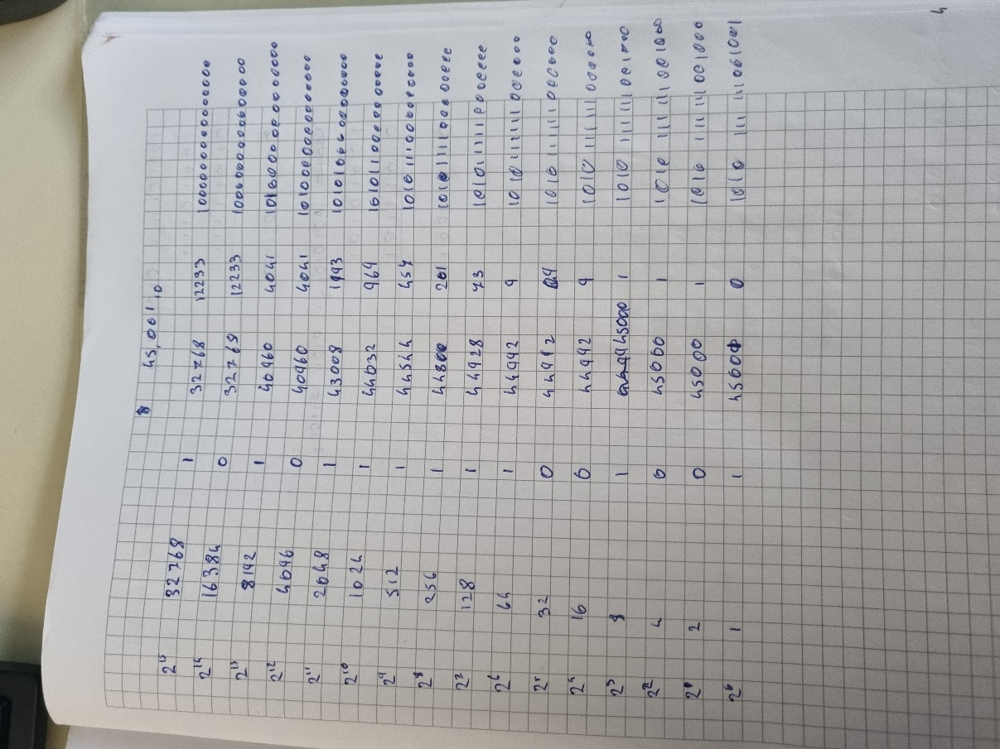 45,001 10
2^15 32768 1 32768 12233 1000000000000000
2^14 16384 0 32768 12233 1000000000000000
2^13 8192 1 40960 4041 1010000000000000
2^12 4096 0 40960 4041 1010000000000000
2^11 2048 1 43008 1993 1010100000000000
2^10 1024 1 44032 969 1010110000000000
2^9 512 1 44544 457 1010111000000000
2^8 256 1 44800 201 1010111100000000
2^7 128 1 44928 73 1010111110000000
2^6 64 1 44992 9 1010111111000000
2^5 32 0 44992 9 1010111111000000
2^4 16 0 44992 9 1010111111000000
2^3 8 1 45000 1 1010111111001000
2^2 4 0 45000 1 1010111111001000
2^1 2 0 45000 1 1010111111001000
2^0 1 1 45001 0 1010111111001001
4